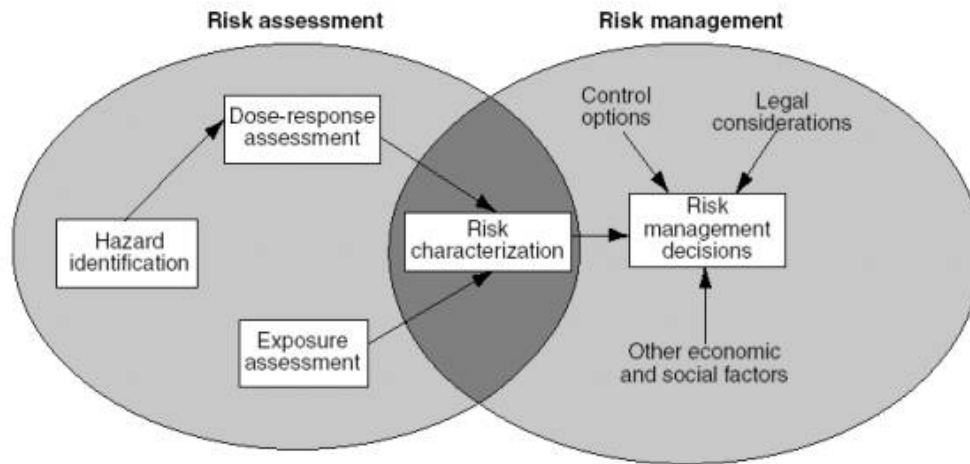 Risk assessment
Risk management
Control
options
Legal
considerations
Dose-response
assessment
Hazard
identification
Risk
characterization
Risk
management
decisions
Exposure
assessment
Other economic
and social factors